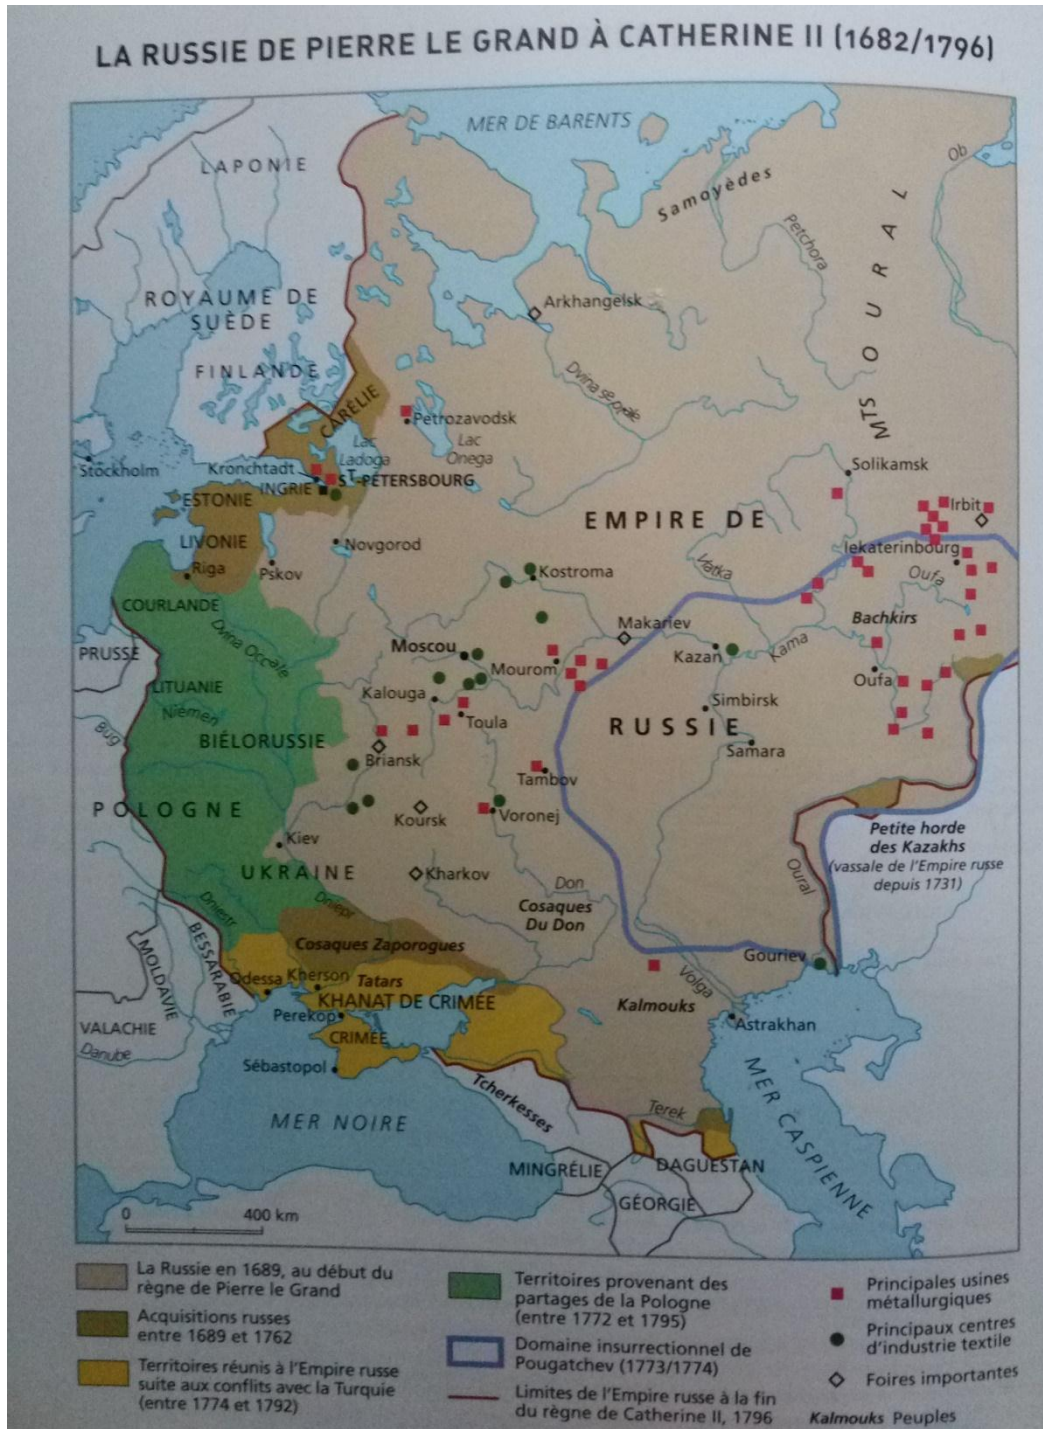 LA RUSSIE DE PIERRE LE GRAND À CATHERINE II (1682/1796)
MER DE BARENTS
LAPONIE
Ob
Samoyèdes
Petchora
MTS OURAL
ROYAUME DE
SUÈDE
Arkhangelsk
FINLANDE
Dvina sept^ale
CARÉLIE
Petrozavodsk
Lac
Ladoga
Lac
Onega
Stockholm
Kronchtadt
Solikamsk
INGRIE
S^T-PÉTERSBOURG
ESTONIE
EMPIRE DE
Irbit
LIVONIE
Novgorod
Iekaterinbourg
Riga
Pskov
Kostroma
Viatka
Oufa
COURLANDE
Makariev
Bachkirs
Dvina Occ^ale
Moscou
PRUSSE
Mourom
Kazan
Kama
LITUANIE
Kalouga
Oufa
Niémen
Simbirsk
Bug
Toula
RUSSIE
BIÉLORUSSIE
Samara
Briansk
Tambov
POLOGNE
Koursk
Voronej
Petite horde
des Kazakhs
(vassale de l'Empire russe
depuis 1731)
Kiev
UKRAINE
Kharkov
Oural
Don
Dniestr
Dniepr
Cosaques
Du Don
BESSARABIE
Cosaques Zaporogues
MOLDAVIE
Gouriev
Odessa
Kherson
Tatars
Volga
KHANAT DE CRIMÉE
Kalmouks
Perekop
VALACHIE
Astrakhan
CRIMÉE
Danube
Sébastopol
Tcherkesses
MER CASPIENNE
MER NOIRE
Terek
MINGRÉLIE
DAGUESTAN
GÉORGIE
0 400 km
La Russie en 1689, au début du
règne de Pierre le Grand
Acquisitions russes
entre 1689 et 1762
Territoires réunis à l'Empire russe
suite aux conflits avec la Turquie
(entre 1774 et 1792)
Territoires provenant des
partages de la Pologne
(entre 1772 et 1795)
Domaine insurrectionnel de
Pougatchev (1773/1774)
Limites de l'Empire russe à la fin
du règne de Catherine II, 1796
Principales usines
métallurgiques
Principaux centres
d'industrie textile
Foires importantes
Kalmouks Peuples